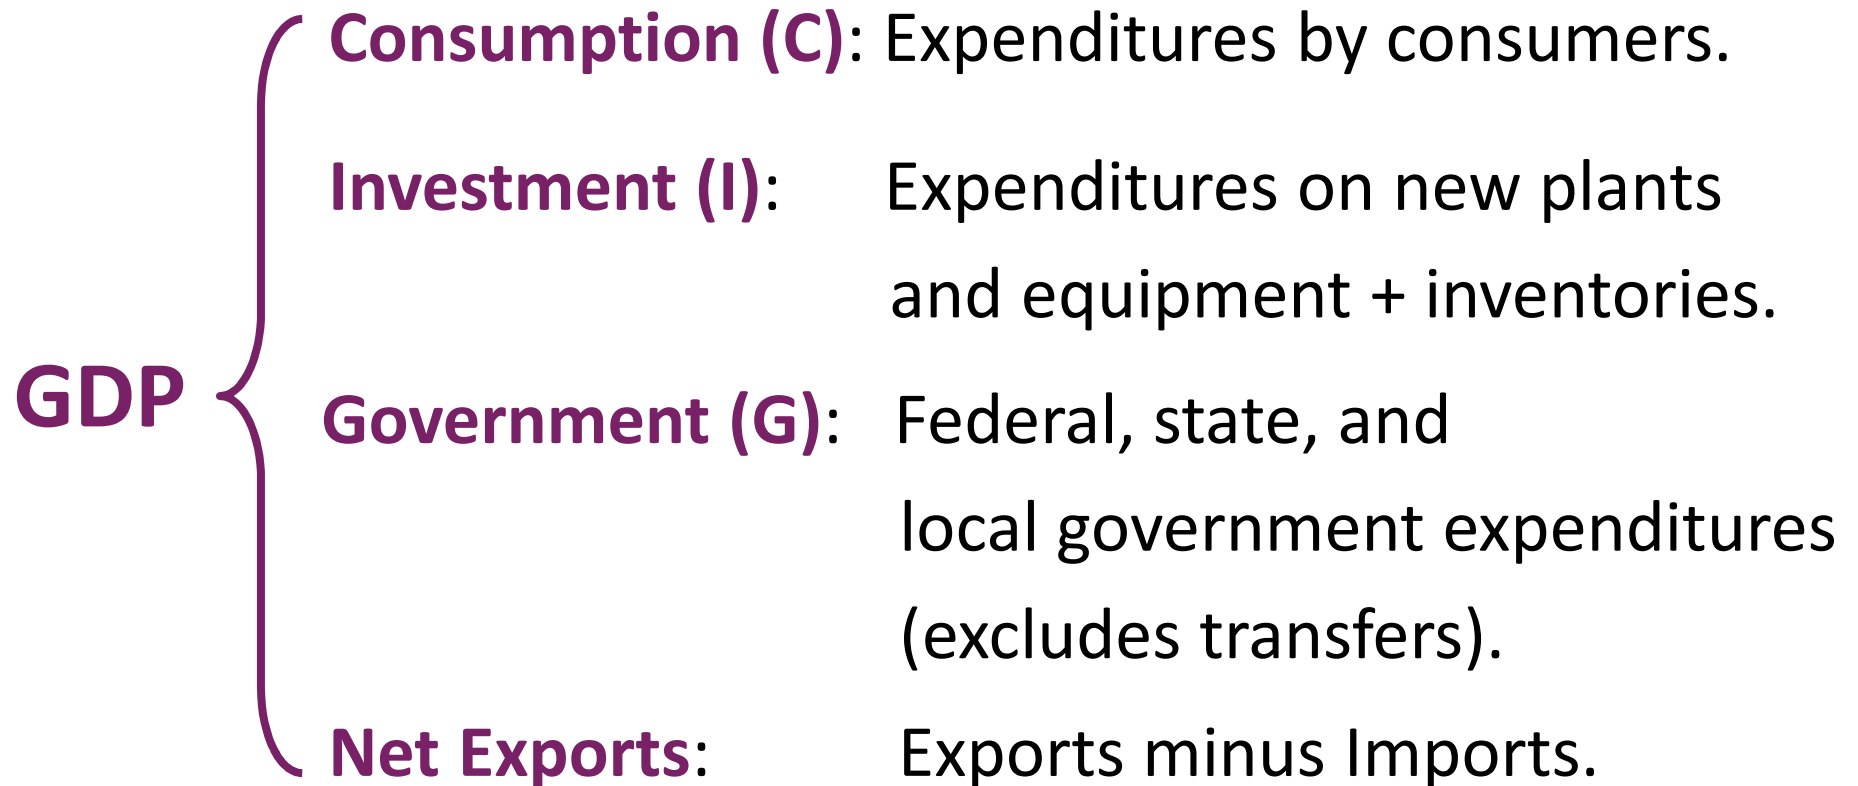 Consumption (C): Expenditures by consumers.
Investment (I): Expenditures on new plants
and equipment + inventories.
GDP
Government (G): Federal, state, and
local government expenditures
(excludes transfers).
Net Exports: Exports minus Imports.